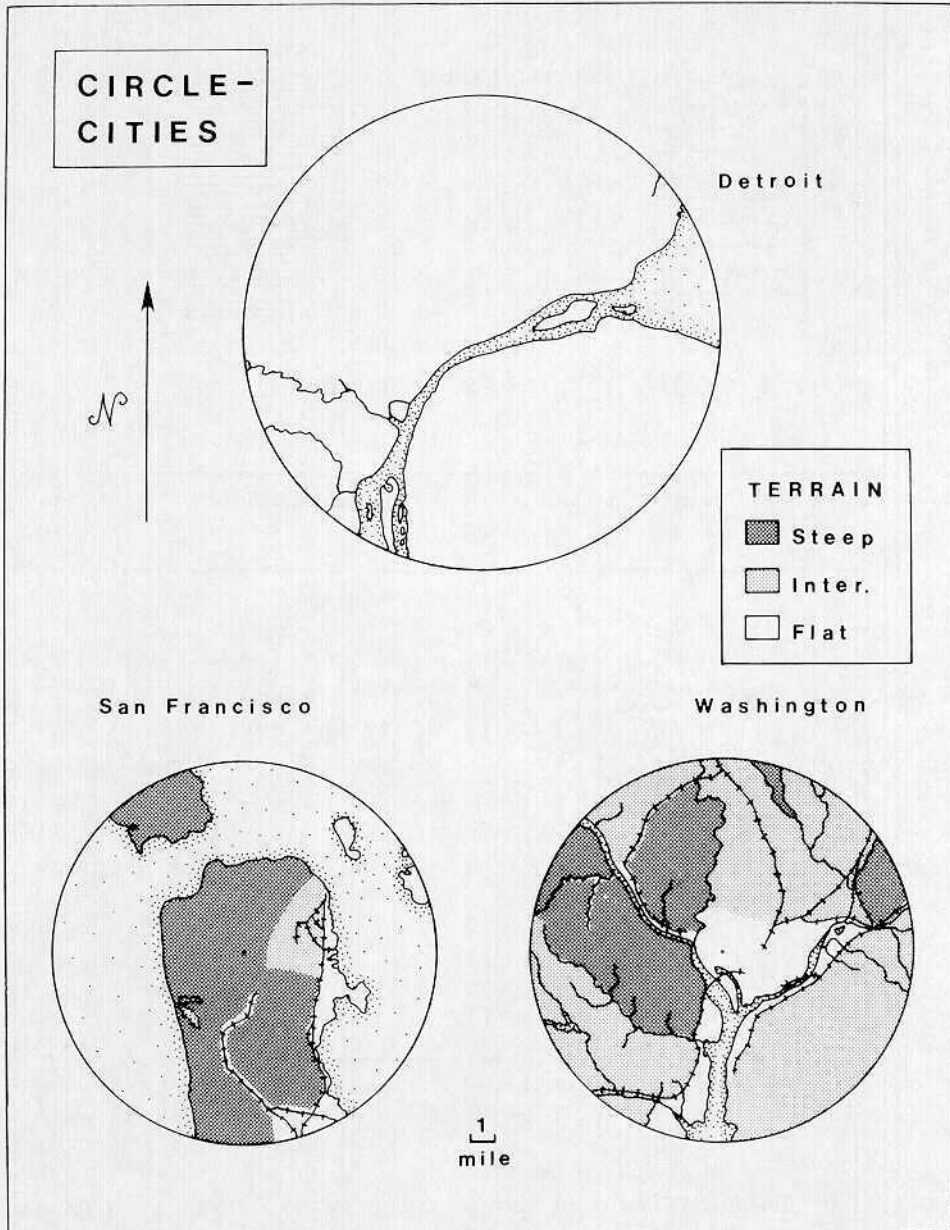 CIRCLE-
CITIES
Detroit
N
TERRAIN
Steep
Inter.
Flat
San Francisco
Washington
1
mile